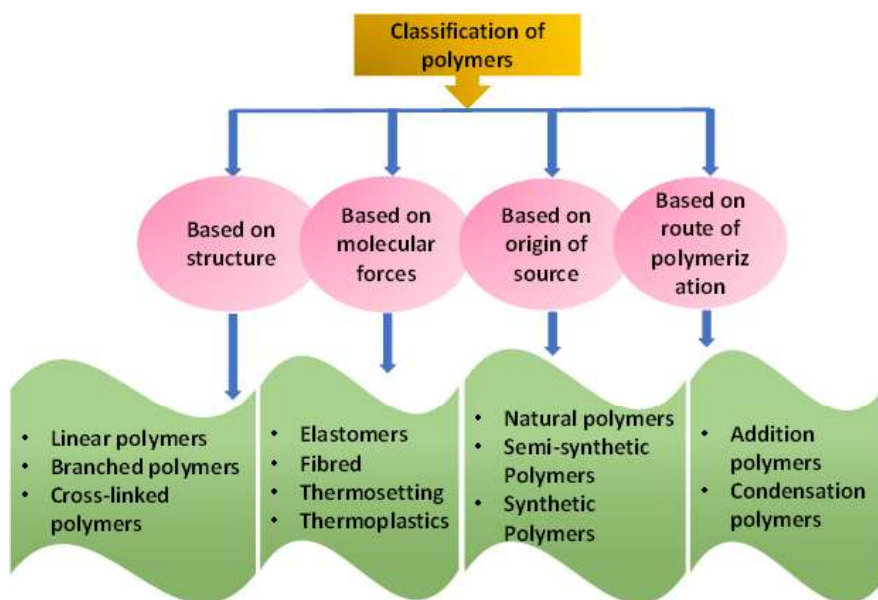 Classification of
polymers
Based on
structure
Based on
molecular
forces
Based on
origin of
source
Based on
route of
polymeriz
ation
• Linear polymers
• Branched polymers
• Cross-linked
polymers
• Elastomers
• Fibred
• Thermosetting
• Thermoplastics
• Natural polymers
• Semi-synthetic
Polymers
• Synthetic
Polymers
• Addition
polymers
• Condensation
polymers